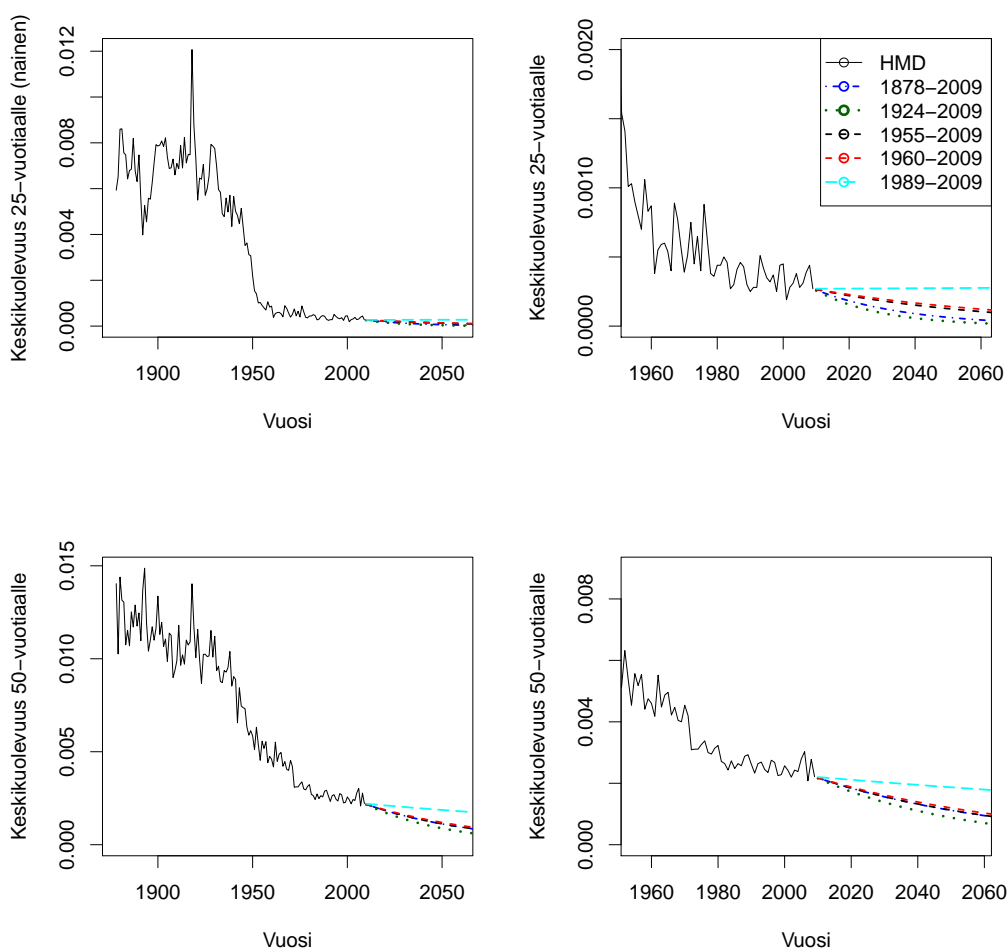 Keskikuolevuus 25−vuotiaalle (nainen)
0.012
0.008
0.004
0.000
1900 1950 2000 2050
Vuosi
Keskikuolevuus 25−vuotiaalle
0.0020
0.0010
0.0000
1960 1980 2000 2020 2040 2060
Vuosi
HMD
1878−2009
1924−2009
1955−2009
1960−2009
1989−2009
Keskikuolevuus 50−vuotiaalle
0.015
0.010
0.005
0.000
1900 1950 2000 2050
Vuosi
Keskikuolevuus 50−vuotiaalle
0.008
0.004
0.000
1960 1980 2000 2020 2040 2060
Vuosi